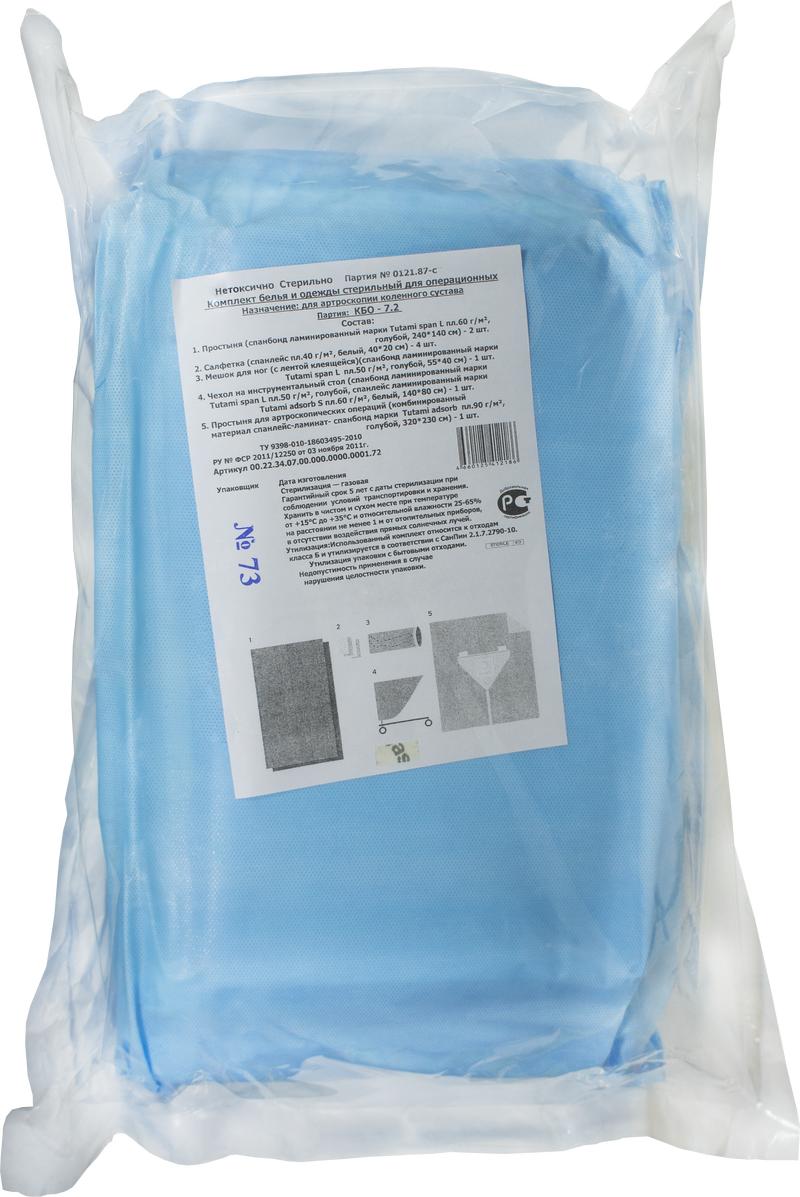 Нетоксично Стерильно Партия № 0121.87-с
Комплект белья и одежды стерильный для операционных
Назначение: для артроскопии коленного сустава
Партия: КБО - 7.2
Состав:
1. Простыня (спанбонд ламинированный марки Tutami span L пл.60 г/м²,
голубой, 240*140 см) - 2 шт.
2. Салфетка (спанлейс пл.40 г/м², белый, 40*20 см) - 4 шт.
3. Мешок для ног (с лентой клеящейся)(спанбонд ламинированный марки
Tutami span L пл.50 г/м², голубой, 55*40 см) - 1 шт.
4. Чехол на инструментальный стол (спанбонд ламинированный марки
Tutami span L пл.50 г/м², голубой, спанлейс ламинированный марки
Tutami adsorb S пл.60 г/м², белый, 140*80 см) - 1 шт.
5. Простыня для артроскопических операций (комбинированный
материал спанлейс-ламинат- спанбонд марки Tutami adsorb пл.90 г/м²,
голубой, 320*230 см) - 1 шт.
ТУ 9398-010-18603495-2010
РУ № ФСР 2011/12250 от 03 ноября 2011г.
Артикул 00.22.34.07.00.000.0000.0001.72
4660125412186
Упаковщик
Дата изготовления
Стерилизация — газовая
Гарантийный срок 5 лет с даты стерилизации при
соблюдении условий транспортировки и хранения.
Хранить в чистом и сухом месте при температуре
от +15°С до +35°С и относительной влажности 25-65%
на расстоянии не менее 1 м от отопительных приборов,
в отсутствии воздействия прямых солнечных лучей.
Утилизация:Использованный комплект относится к отходам
класса Б и утилизируется в соответствии с СанПин 2.1.7.2790-10.
Утилизация упаковки с бытовыми отходами.
Недопустимость применения в случае
нарушения целостности упаковки.
STERILE EO
№ 73
1
2
3
4
5